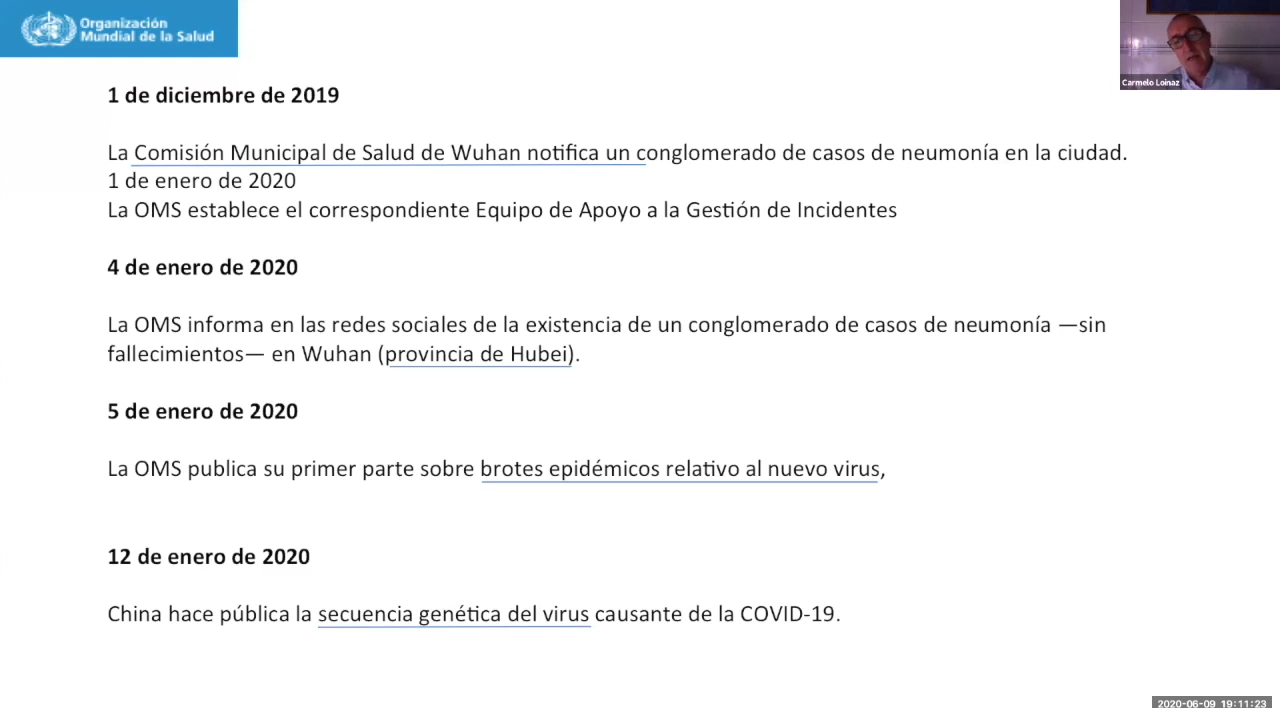 Organización
Mundial de la Salud
Carmelo Loinaz
1 de diciembre de 2019
La Comisión Municipal de Salud de Wuhan notifica un conglomerado de casos de neumonía en la ciudad.
1 de enero de 2020
La OMS establece el correspondiente Equipo de Apoyo a la Gestión de Incidentes
4 de enero de 2020
La OMS informa en las redes sociales de la existencia de un conglomerado de casos de neumonía —sin
fallecimientos— en Wuhan (provincia de Hubei).
5 de enero de 2020
La OMS publica su primer parte sobre brotes epidémicos relativo al nuevo virus,
12 de enero de 2020
China hace pública la secuencia genética del virus causante de la COVID-19.
2020-06-09 19:11:23